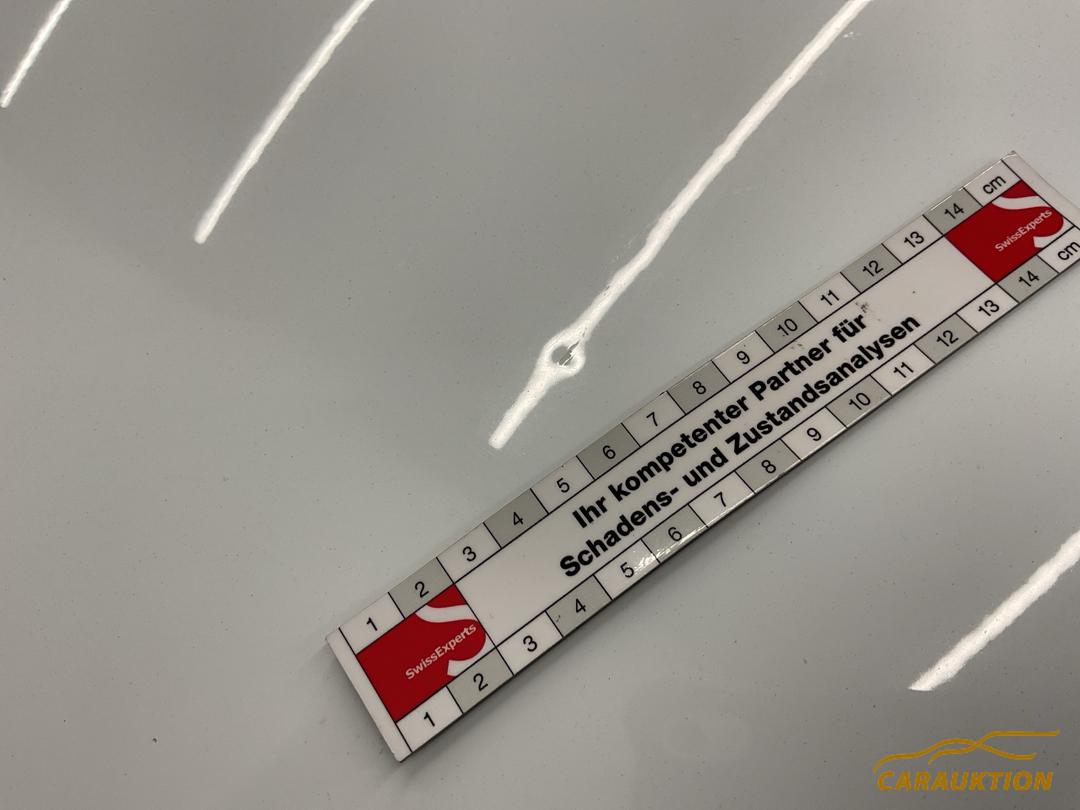 1 2 3 4 5 6 7 8 9 10 11 12 13 14 cm
SwissExperts
Ihr kompetenter Partner für
Schadens- und Zustandsanalysen
SwissExperts
1 2 3 4 5 6 7 8 9 10 11 12 13 14 cm
CARAUKTION